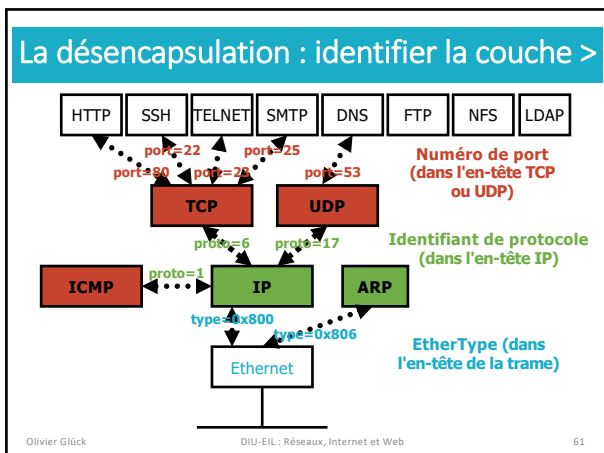 La désencapsulation : identifier la couche >
HTTP SSH TELNET SMTP DNS FTP NFS LDAP
port=22 port=25
port=80 port=23 port=53
Numéro de port
(dans l'en-tête TCP
ou UDP)
TCP UDP
proto=6 proto=17
Identifiant de protocole
(dans l'en-tête IP)
proto=1
ICMP IP ARP
type=0x800
type=0x806
EtherType (dans
l'en-tête de la trame)
Ethernet
Olivier Glück DIU-EIL : Réseaux, Internet et Web 61